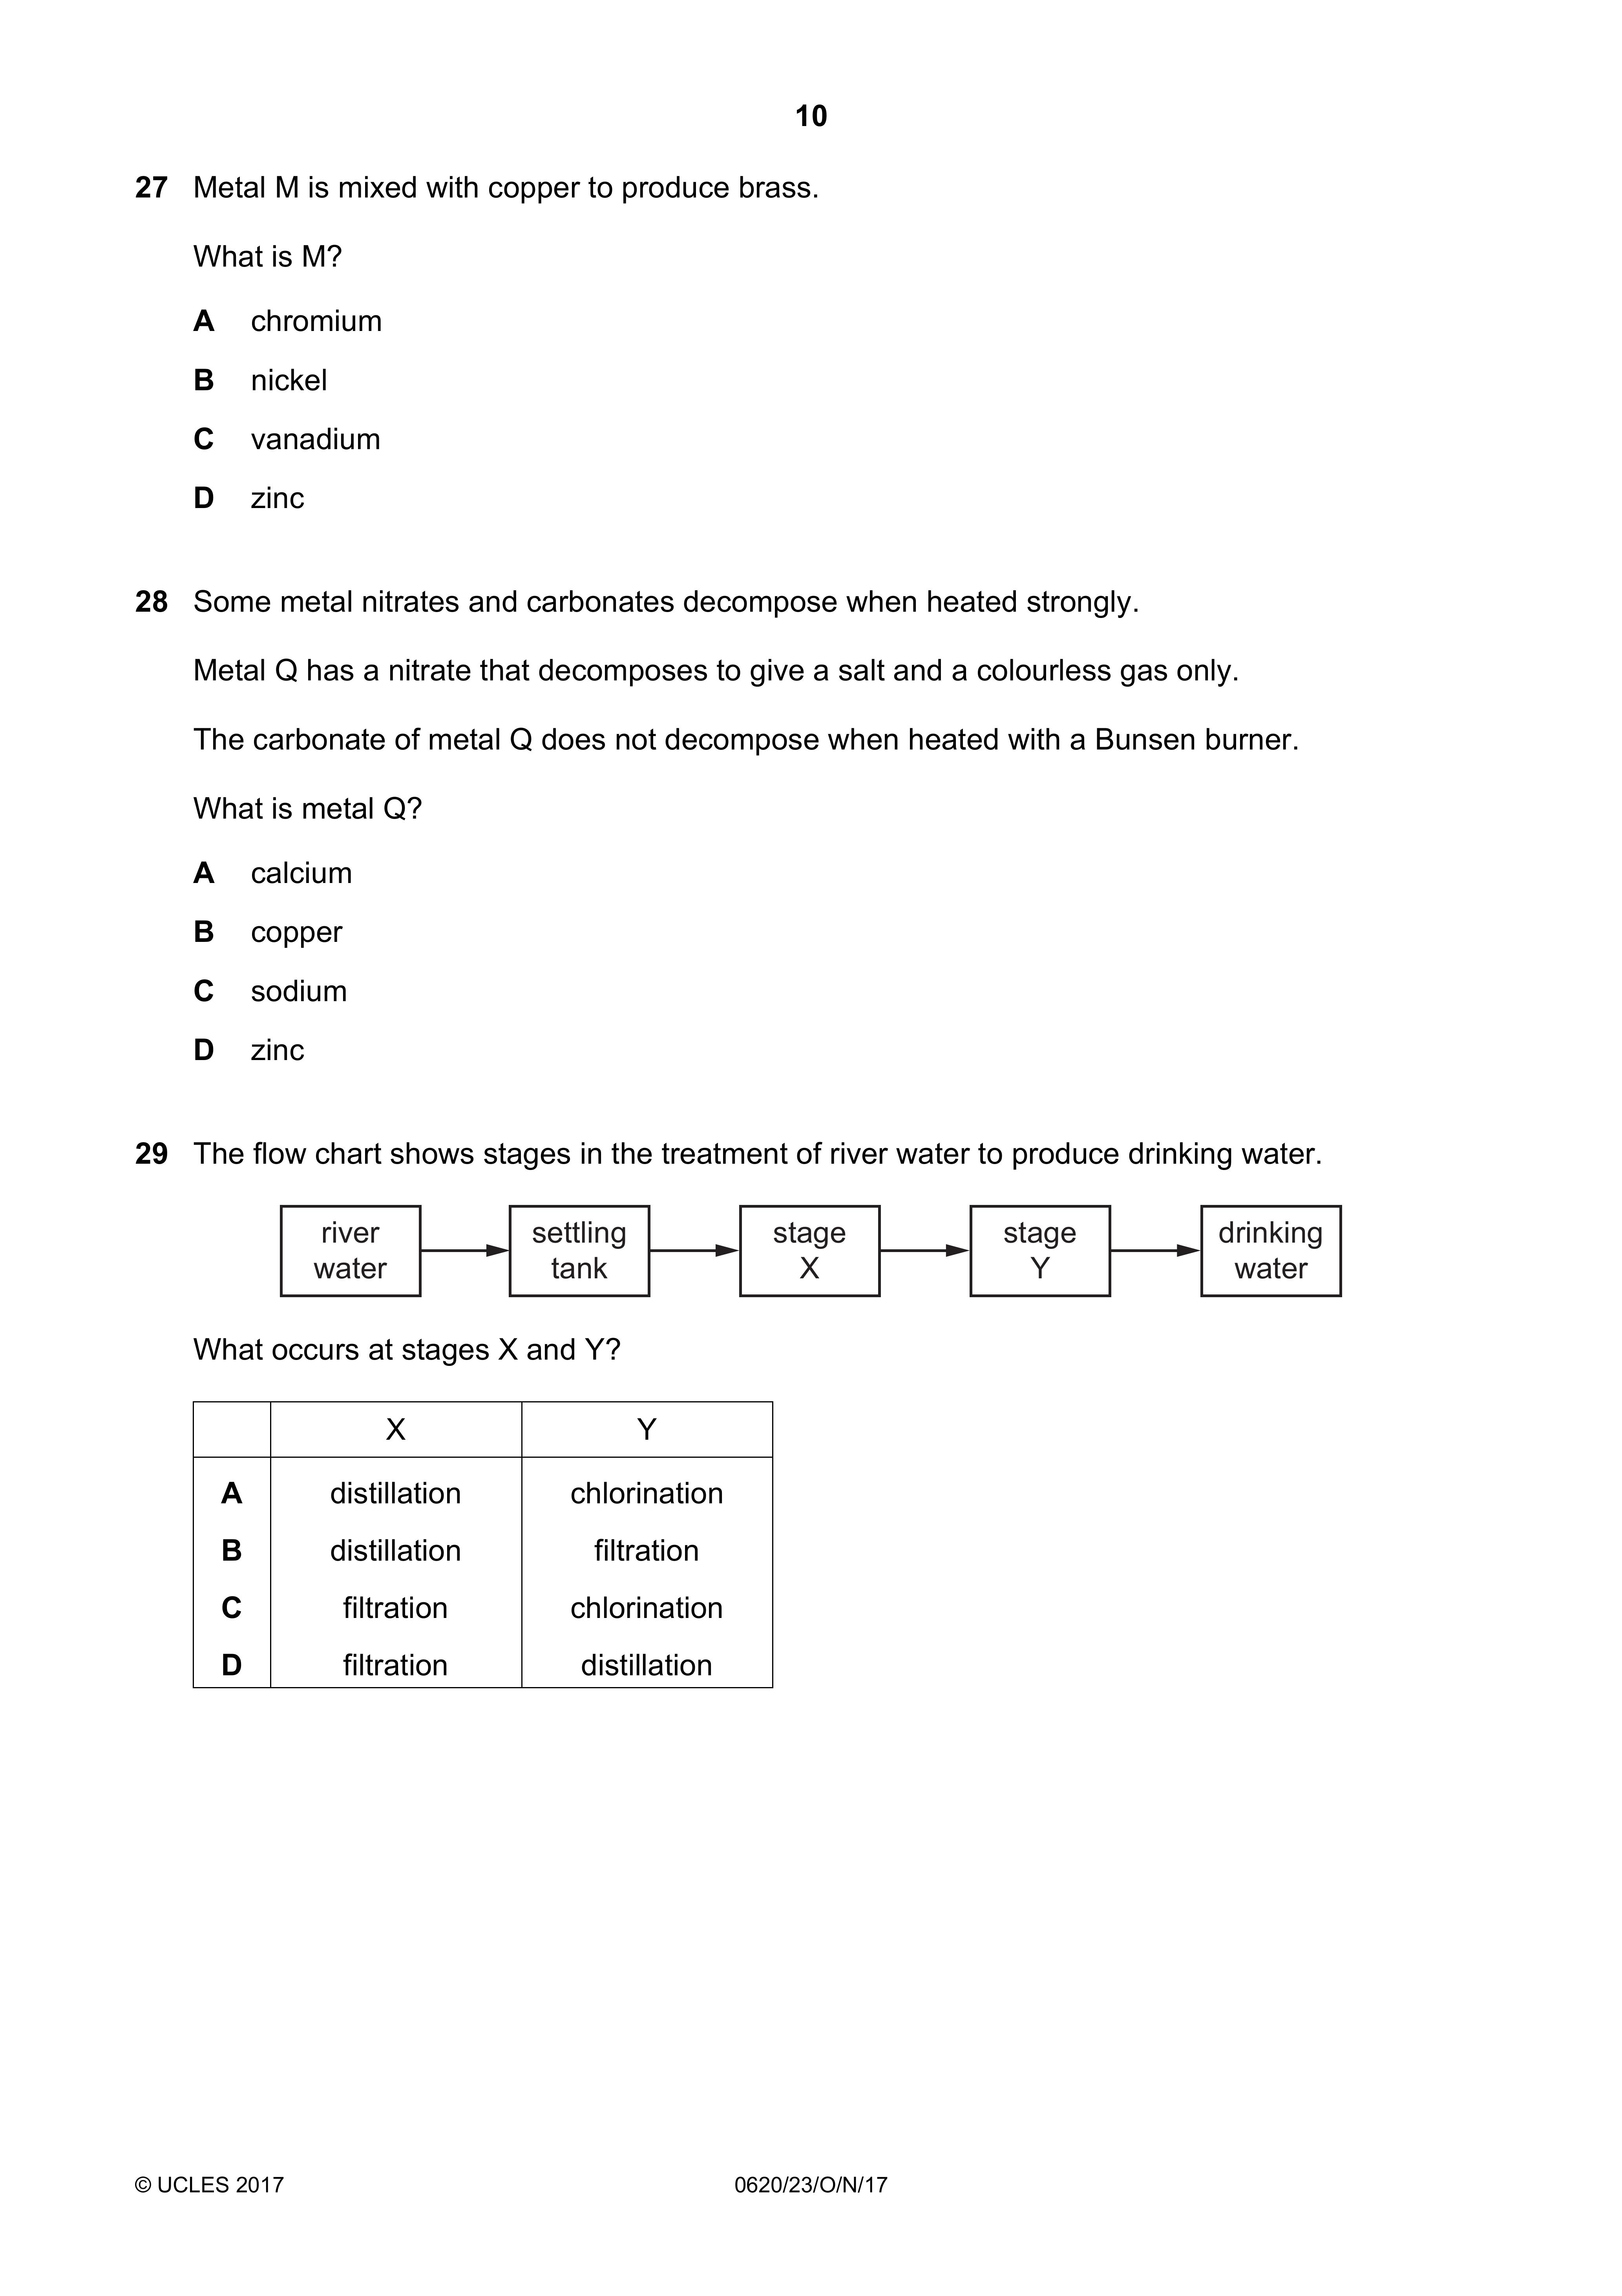 10
27 Metal M is mixed with copper to produce brass.
What is M?
A chromium
B nickel
C vanadium
D zinc
28 Some metal nitrates and carbonates decompose when heated strongly.
Metal Q has a nitrate that decomposes to give a salt and a colourless gas only.
The carbonate of metal Q does not decompose when heated with a Bunsen burner.
What is metal Q?
A calcium
B copper
C sodium
D zinc
29 The flow chart shows stages in the treatment of river water to produce drinking water.
river water
settling tank
stage X
stage Y
drinking water
What occurs at stages X and Y?
X Y
A distillation chlorination
B distillation filtration
C filtration chlorination
D filtration distillation
© UCLES 2017 0620/23/O/N/17